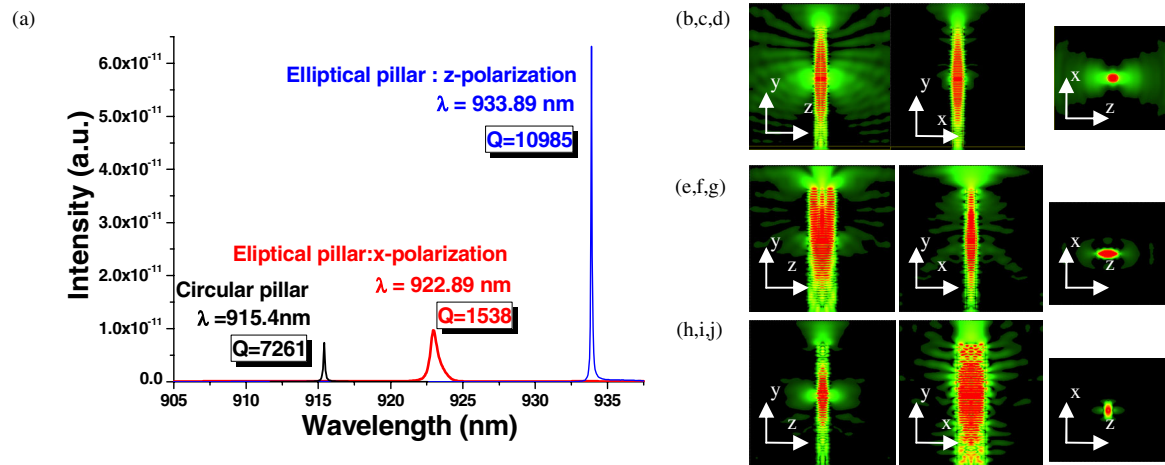 (a)
Intensity (a.u.)
6.0x10⁻¹¹
5.0x10⁻¹¹
4.0x10⁻¹¹
3.0x10⁻¹¹
2.0x10⁻¹¹
1.0x10⁻¹¹
0.0
Elliptical pillar : z-polarization
λ = 933.89 nm
Q=10985
Eliptical pillar:x-polarization
λ = 922.89 nm
Q=1538
Circular pillar
λ =915.4nm
Q=7261
905 910 915 920 925 930 935
Wavelength (nm)
(b,c,d)
y z
y x
x z
(e,f,g)
y z
y x
x z
(h,i,j)
y z
y x
x z